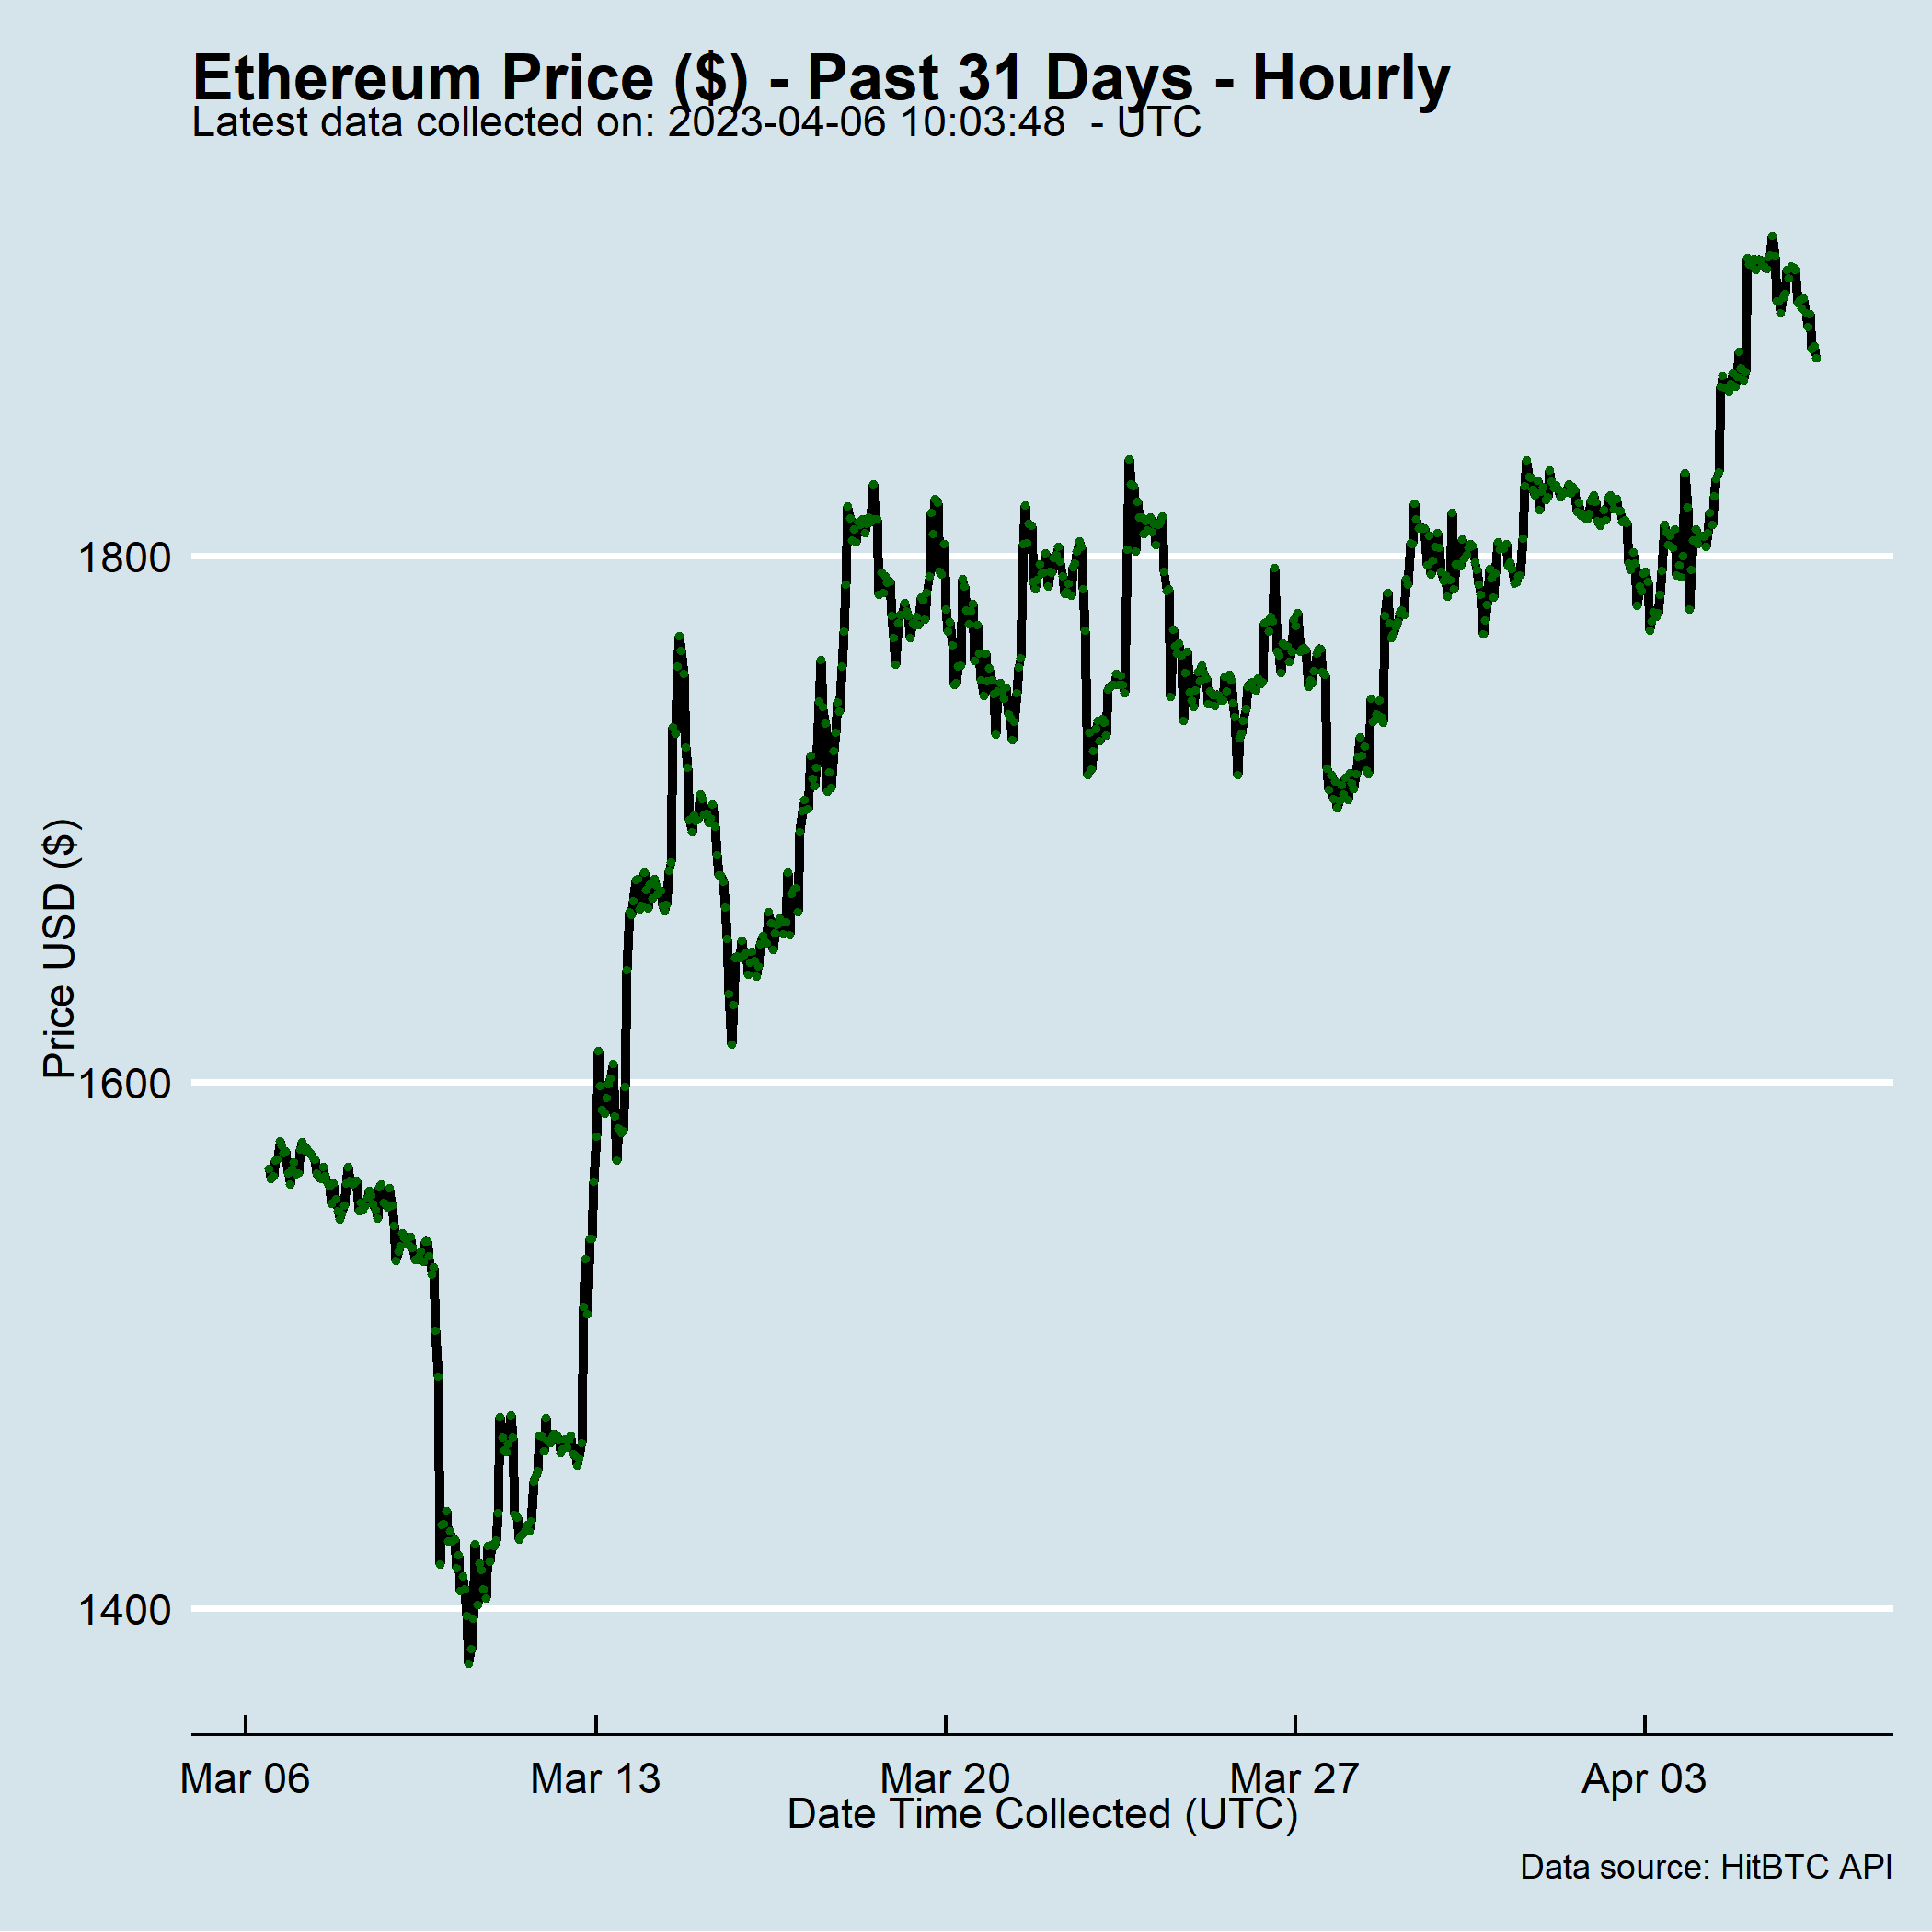 Ethereum Price ($) - Past 31 Days - Hourly
Latest data collected on: 2023-04-06 10:03:48  - UTC
Price USD ($)
1800
1600
1400
Mar 06 Mar 13 Mar 20 Mar 27 Apr 03
Date Time Collected (UTC)
Data source: HitBTC API